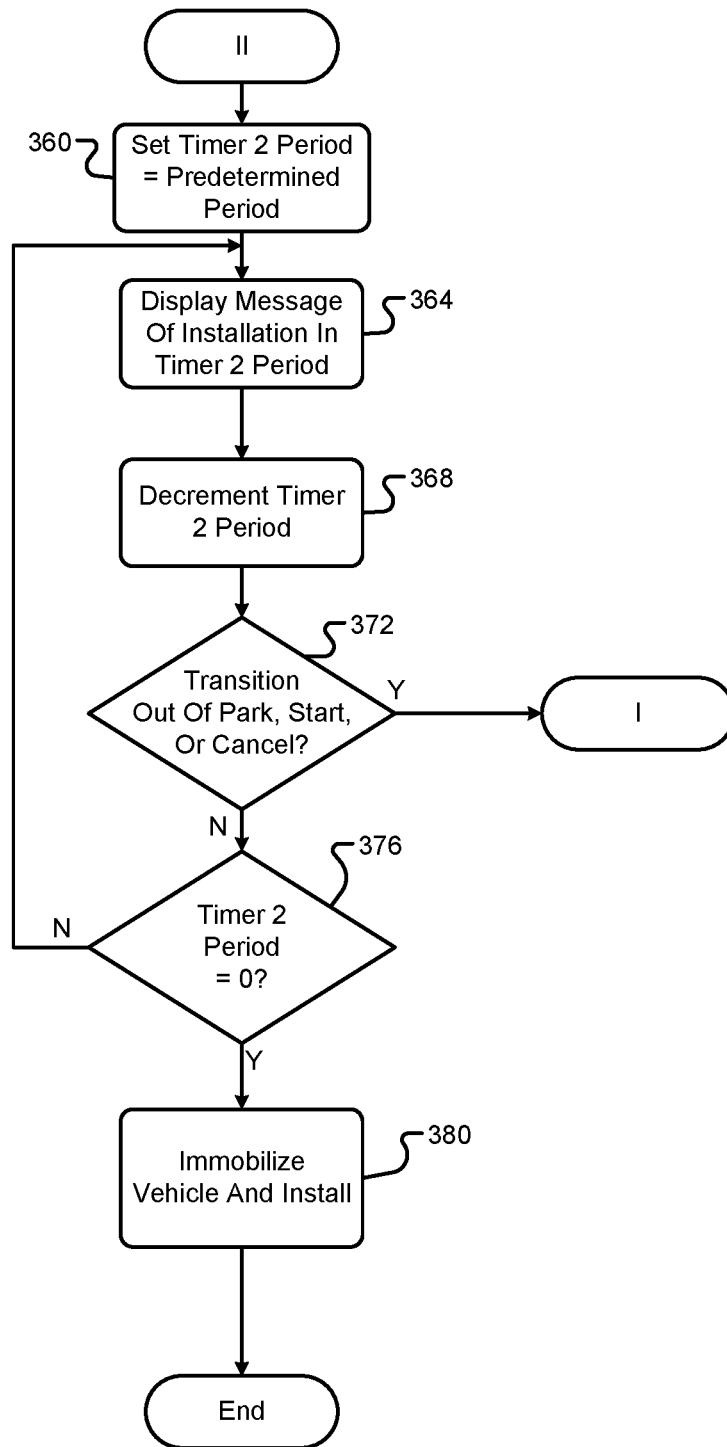 II
360
Set Timer 2 Period
= Predetermined
Period
Display Message
Of Installation In
Timer 2 Period
364
Decrement Timer
2 Period
368
372
Transition
Out Of Park, Start,
Or Cancel?
Y
I
N
376
Timer 2
Period
= 0?
N
Y
Immobilize
Vehicle And Install
380
End